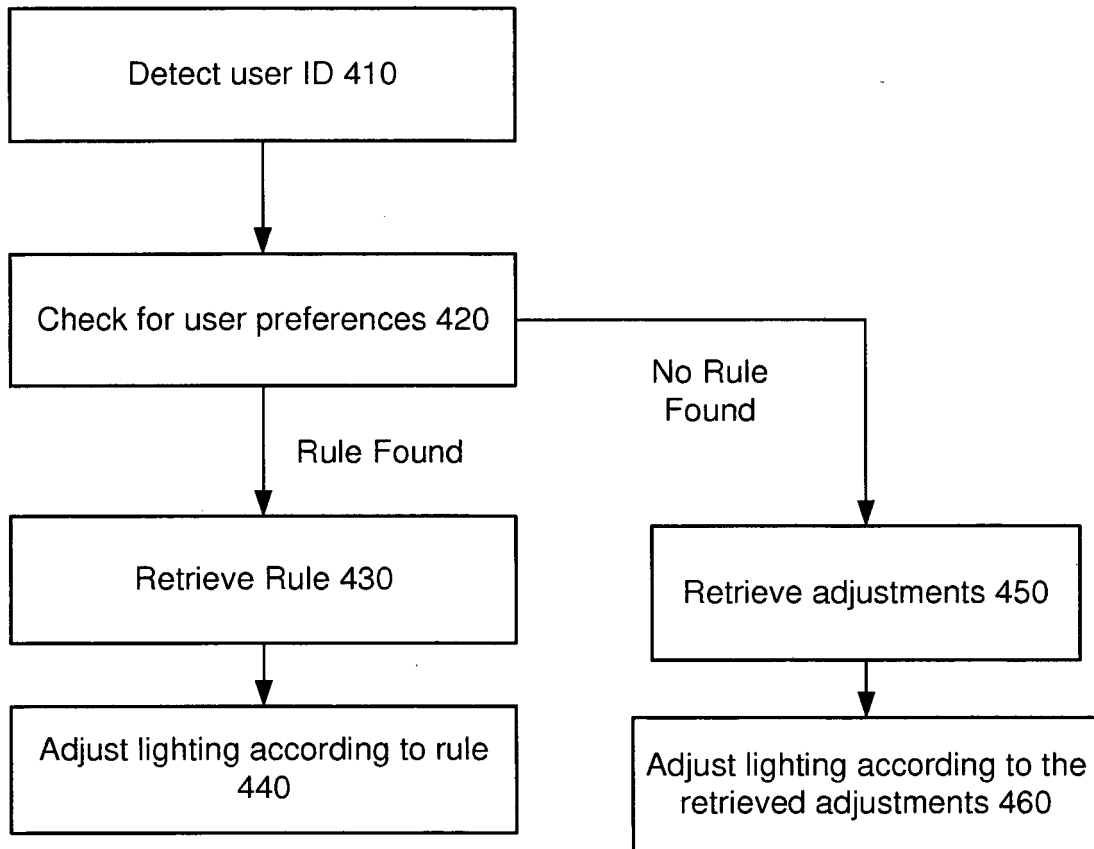 Detect user ID 410
Check for user preferences 420
No Rule
Found
Rule Found
Retrieve Rule 430
Retrieve adjustments 450
Adjust lighting according to rule
440
Adjust lighting according to the
retrieved adjustments 460